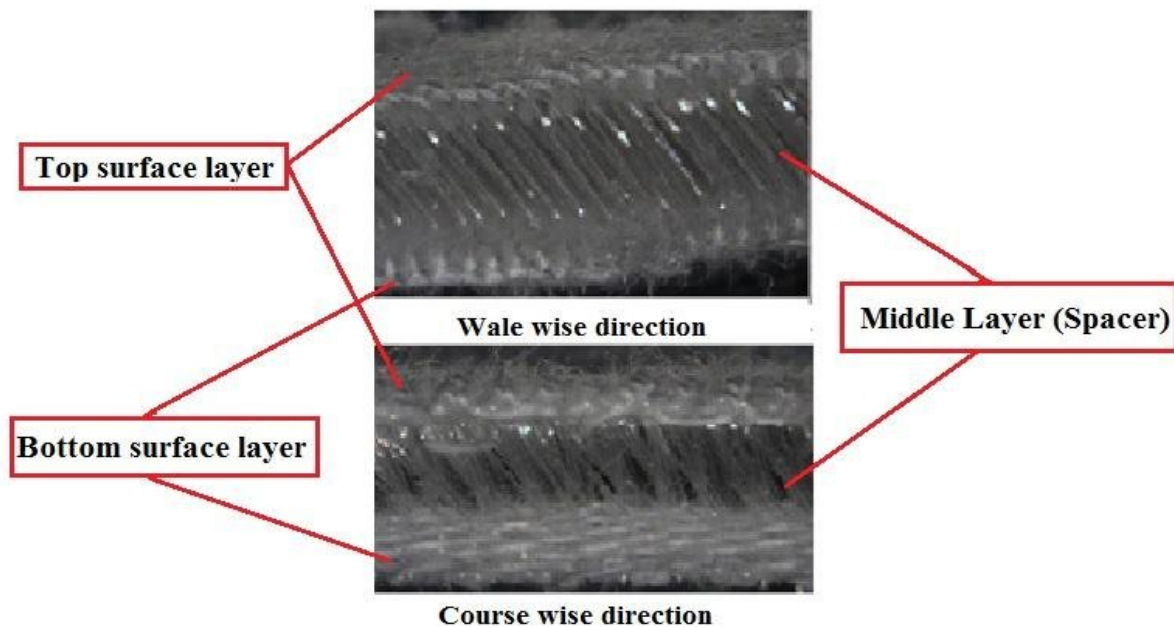 Top surface layer
Wale wise direction
Middle Layer (Spacer)
Bottom surface layer
Course wise direction